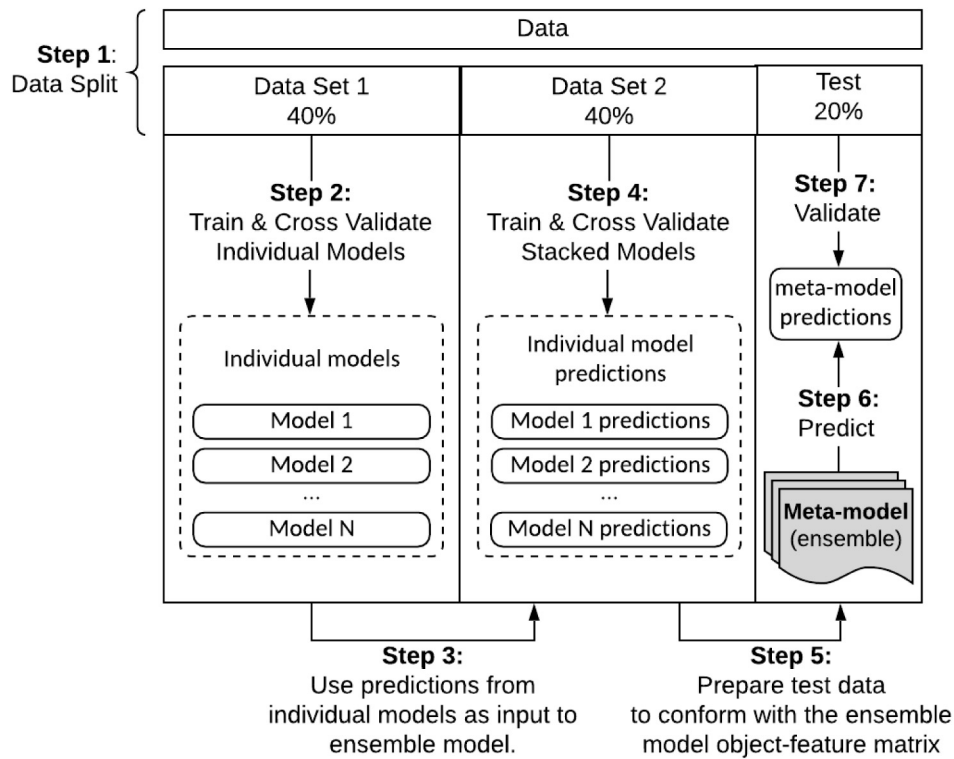 Data
Step 1:
Data Split
Data Set 1
40%
Data Set 2
40%
Test
20%
Step 2:
Train & Cross Validate
Individual Models
Step 4:
Train & Cross Validate
Stacked Models
Step 7:
Validate
meta-model
predictions
Individual models
Model 1
Model 2
...
Model N
Individual model
predictions
Model 1 predictions
Model 2 predictions
...
Model N predictions
Step 6:
Predict
Meta-model
(ensemble)
Step 3:
Use predictions from
individual models as input to
ensemble model.
Step 5:
Prepare test data
to conform with the ensemble
model object-feature matrix